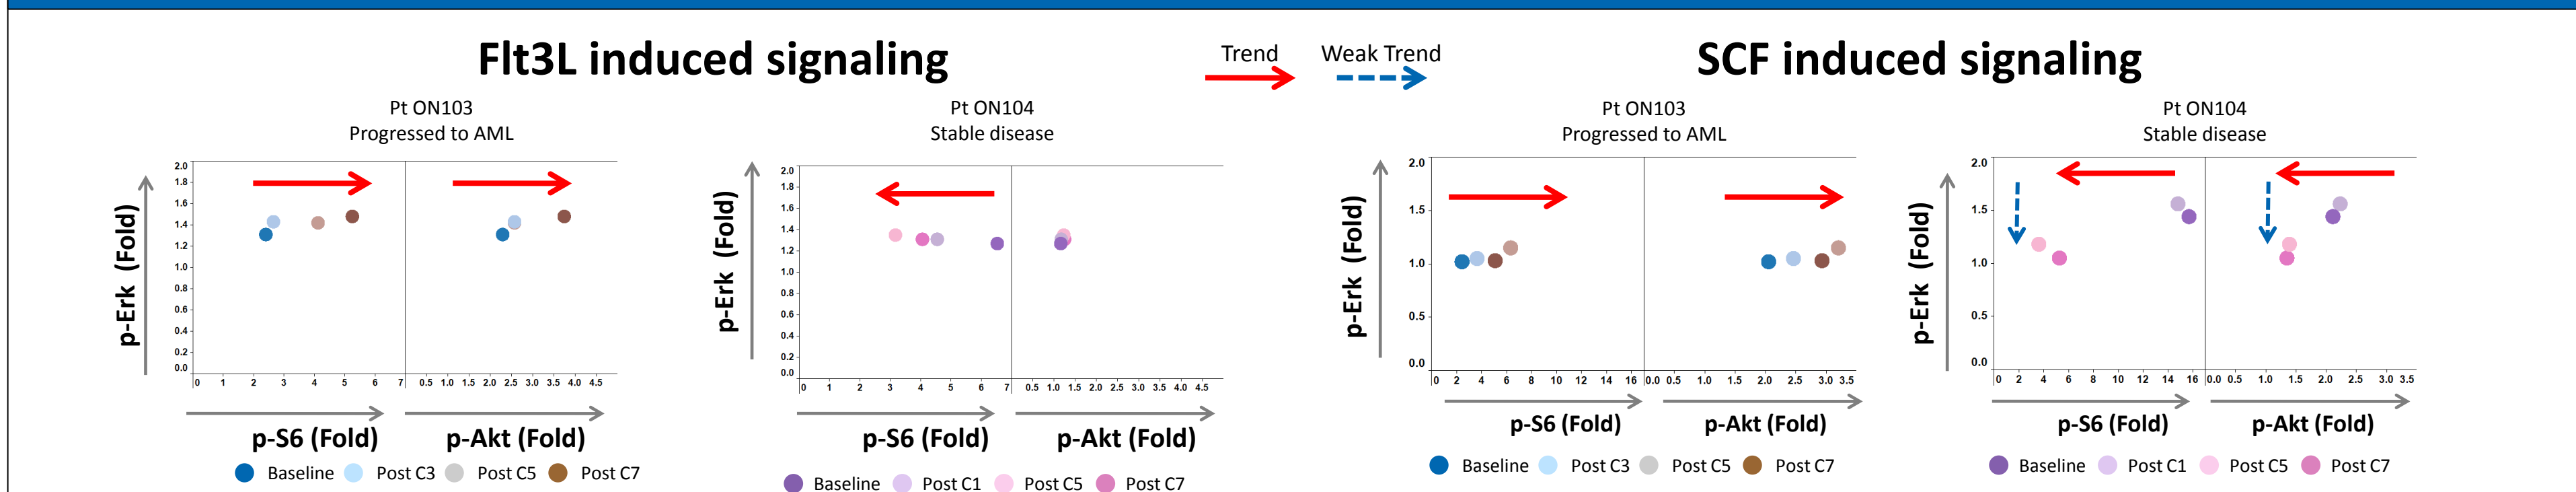 Flt3L induced signaling
Trend
Weak Trend
SCF induced signaling
Pt ON103
Progressed to AML
Pt ON104
Stable disease
Pt ON103
Progressed to AML
Pt ON104
Stable disease
p-Erk (Fold)
2.0
1.8
1.6
1.4
1.2
1.0
0.8
0.6
0.4
0.2
0.0
0 1 2 3 4 5 6 7 0.5 1.0 1.5 2.0 2.5 3.0 3.5 4.0 4.5
p-S6 (Fold) p-Akt (Fold)
Baseline Post C3 Post C5 Post C7
p-Erk (Fold)
2.0
1.8
1.6
1.4
1.2
1.0
0.8
0.6
0.4
0.2
0.0
0 1 2 3 4 5 6 7 0.5 1.0 1.5 2.0 2.5 3.0 3.5 4.0 4.5
p-S6 (Fold) p-Akt (Fold)
Baseline Post C1 Post C5 Post C7
p-Erk (Fold)
2.0
1.5
1.0
0.5
0.0
0 2 4 6 8 10 12 14 16 0.0 0.5 1.0 1.5 2.0 2.5 3.0 3.5
p-S6 (Fold) p-Akt (Fold)
Baseline Post C3 Post C5 Post C7
p-Erk (Fold)
2.0
1.5
1.0
0.5
0.0
0 2 4 6 8 10 12 14 16 0.0 0.5 1.0 1.5 2.0 2.5 3.0 3.5
p-S6 (Fold) p-Akt (Fold)
Baseline Post C1 Post C5 Post C7